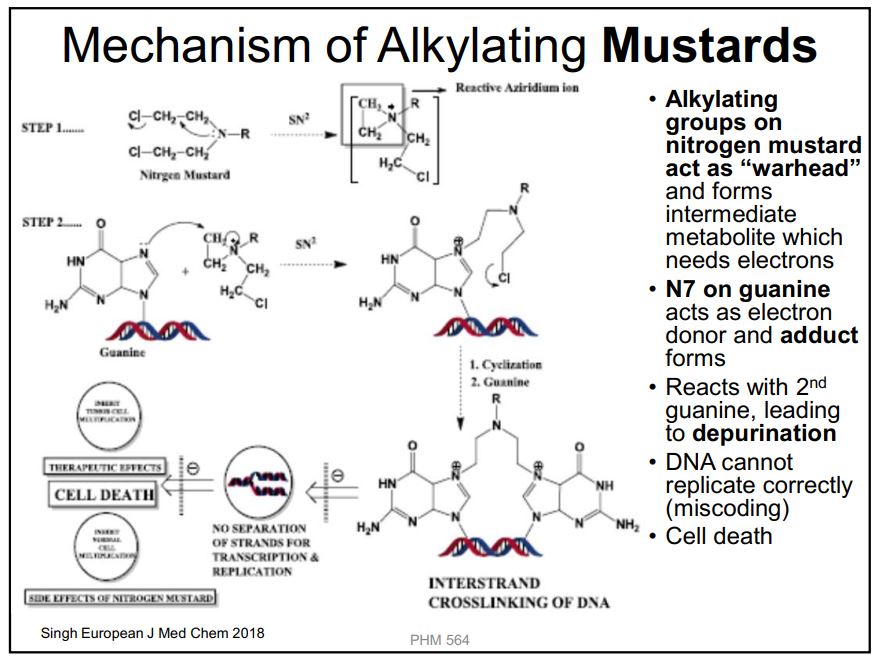 Mechanism of Alkylating Mustards
STEP 1.......
Cl–CH₂–CH₂
N–R
Cl–CH₂–CH₂
Nitrgen Mustard
SN²
CH₂
N
R
CH₂
CH₂
H₂C
Cl
Reactive Aziridium ion
STEP 2......
O
HN
N
H₂N
N
N
Guanine
+
CH₂
R
N
CH₂
CH₂
H₂C
Cl
SN²
R
N
O
N
HN
Cl
H₂N
N
N
1. Cyclization
2. Guanine
R
N
O
O
HN
N
N
NH
H₂N
N
N
N
N
NH₂
INTERSTRAND
CROSSLINKING OF DNA
NO SEPARATION
OF STRANDS FOR
TRANSCRIPTION &
REPLICATION
INHIBIT
TUMOR CELL
MULTIPLICATION
THERAPEUTIC EFFECTS
CELL DEATH
INHIBIT
NORMAL
CELL
MULTIPLICATION
SIDE EFFECTS OF NITROGEN MUSTARD
• Alkylating
groups on
nitrogen mustard
act as “warhead”
and forms
intermediate
metabolite which
needs electrons
• N7 on guanine
acts as electron
donor and adduct
forms
• Reacts with 2nd
guanine, leading
to depurination
• DNA cannot
replicate correctly
(miscoding)
• Cell death
Singh European J Med Chem 2018
PHM 564